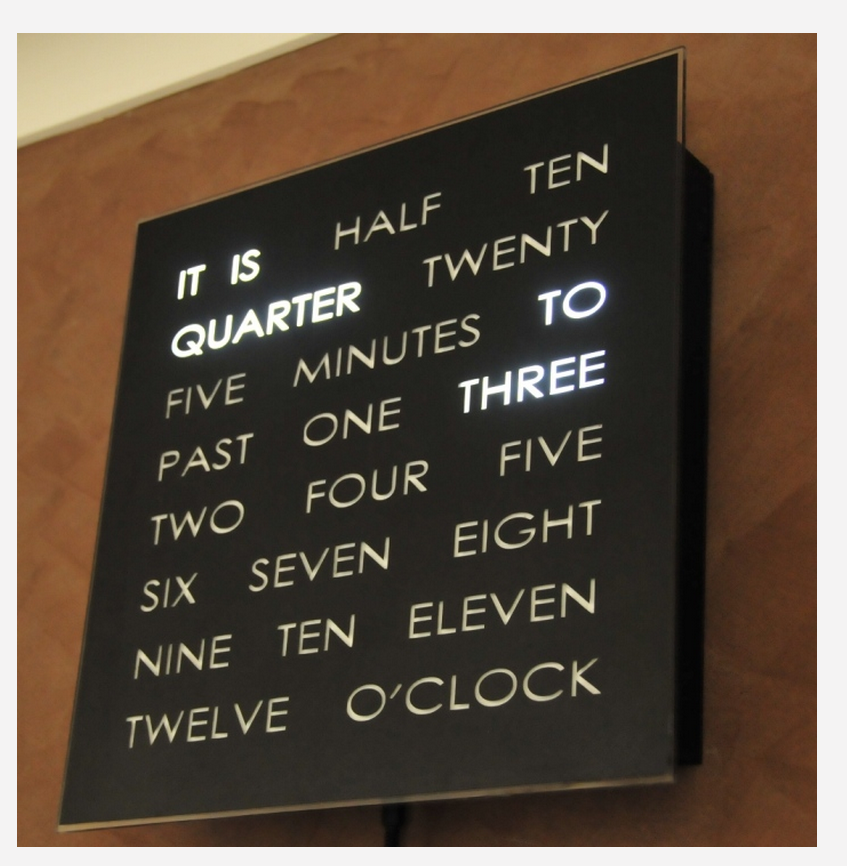 IT IS HALF TEN
QUARTER TWENTY
FIVE MINUTES TO
PAST ONE THREE
TWO FOUR FIVE
SIX SEVEN EIGHT
NINE TEN ELEVEN
TWELVE O'CLOCK